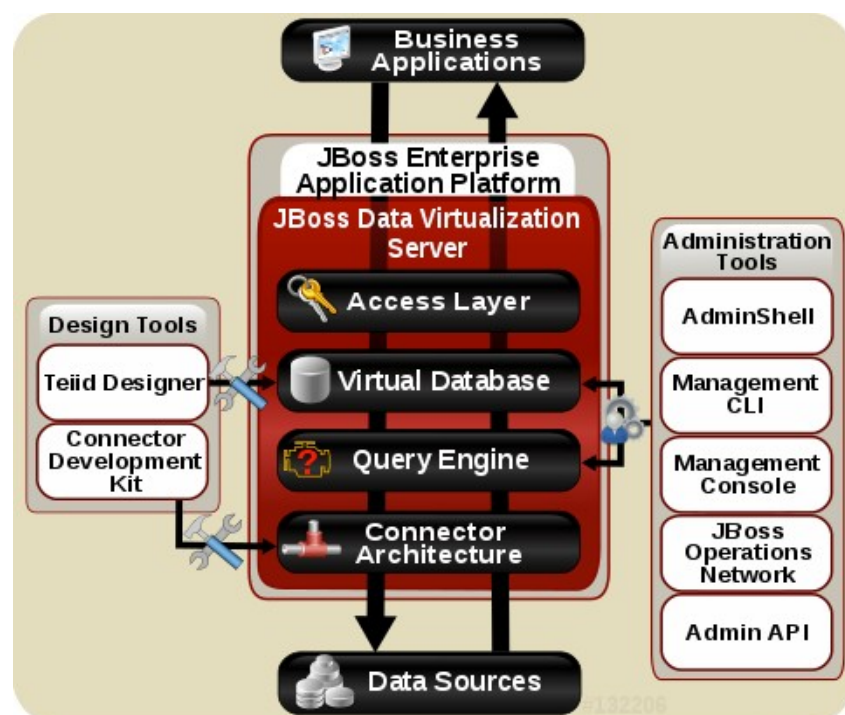 Business
Applications
JBoss Enterprise
Application Platform
JBoss Data Virtualization
Server
Access Layer
Virtual Database
Query Engine
Connector
Architecture
Data Sources
Design Tools
Teiid Designer
Connector
Development
Kit
Administration
Tools
AdminShell
Management
CLI
Management
Console
JBoss
Operations
Network
Admin API
?
#132206